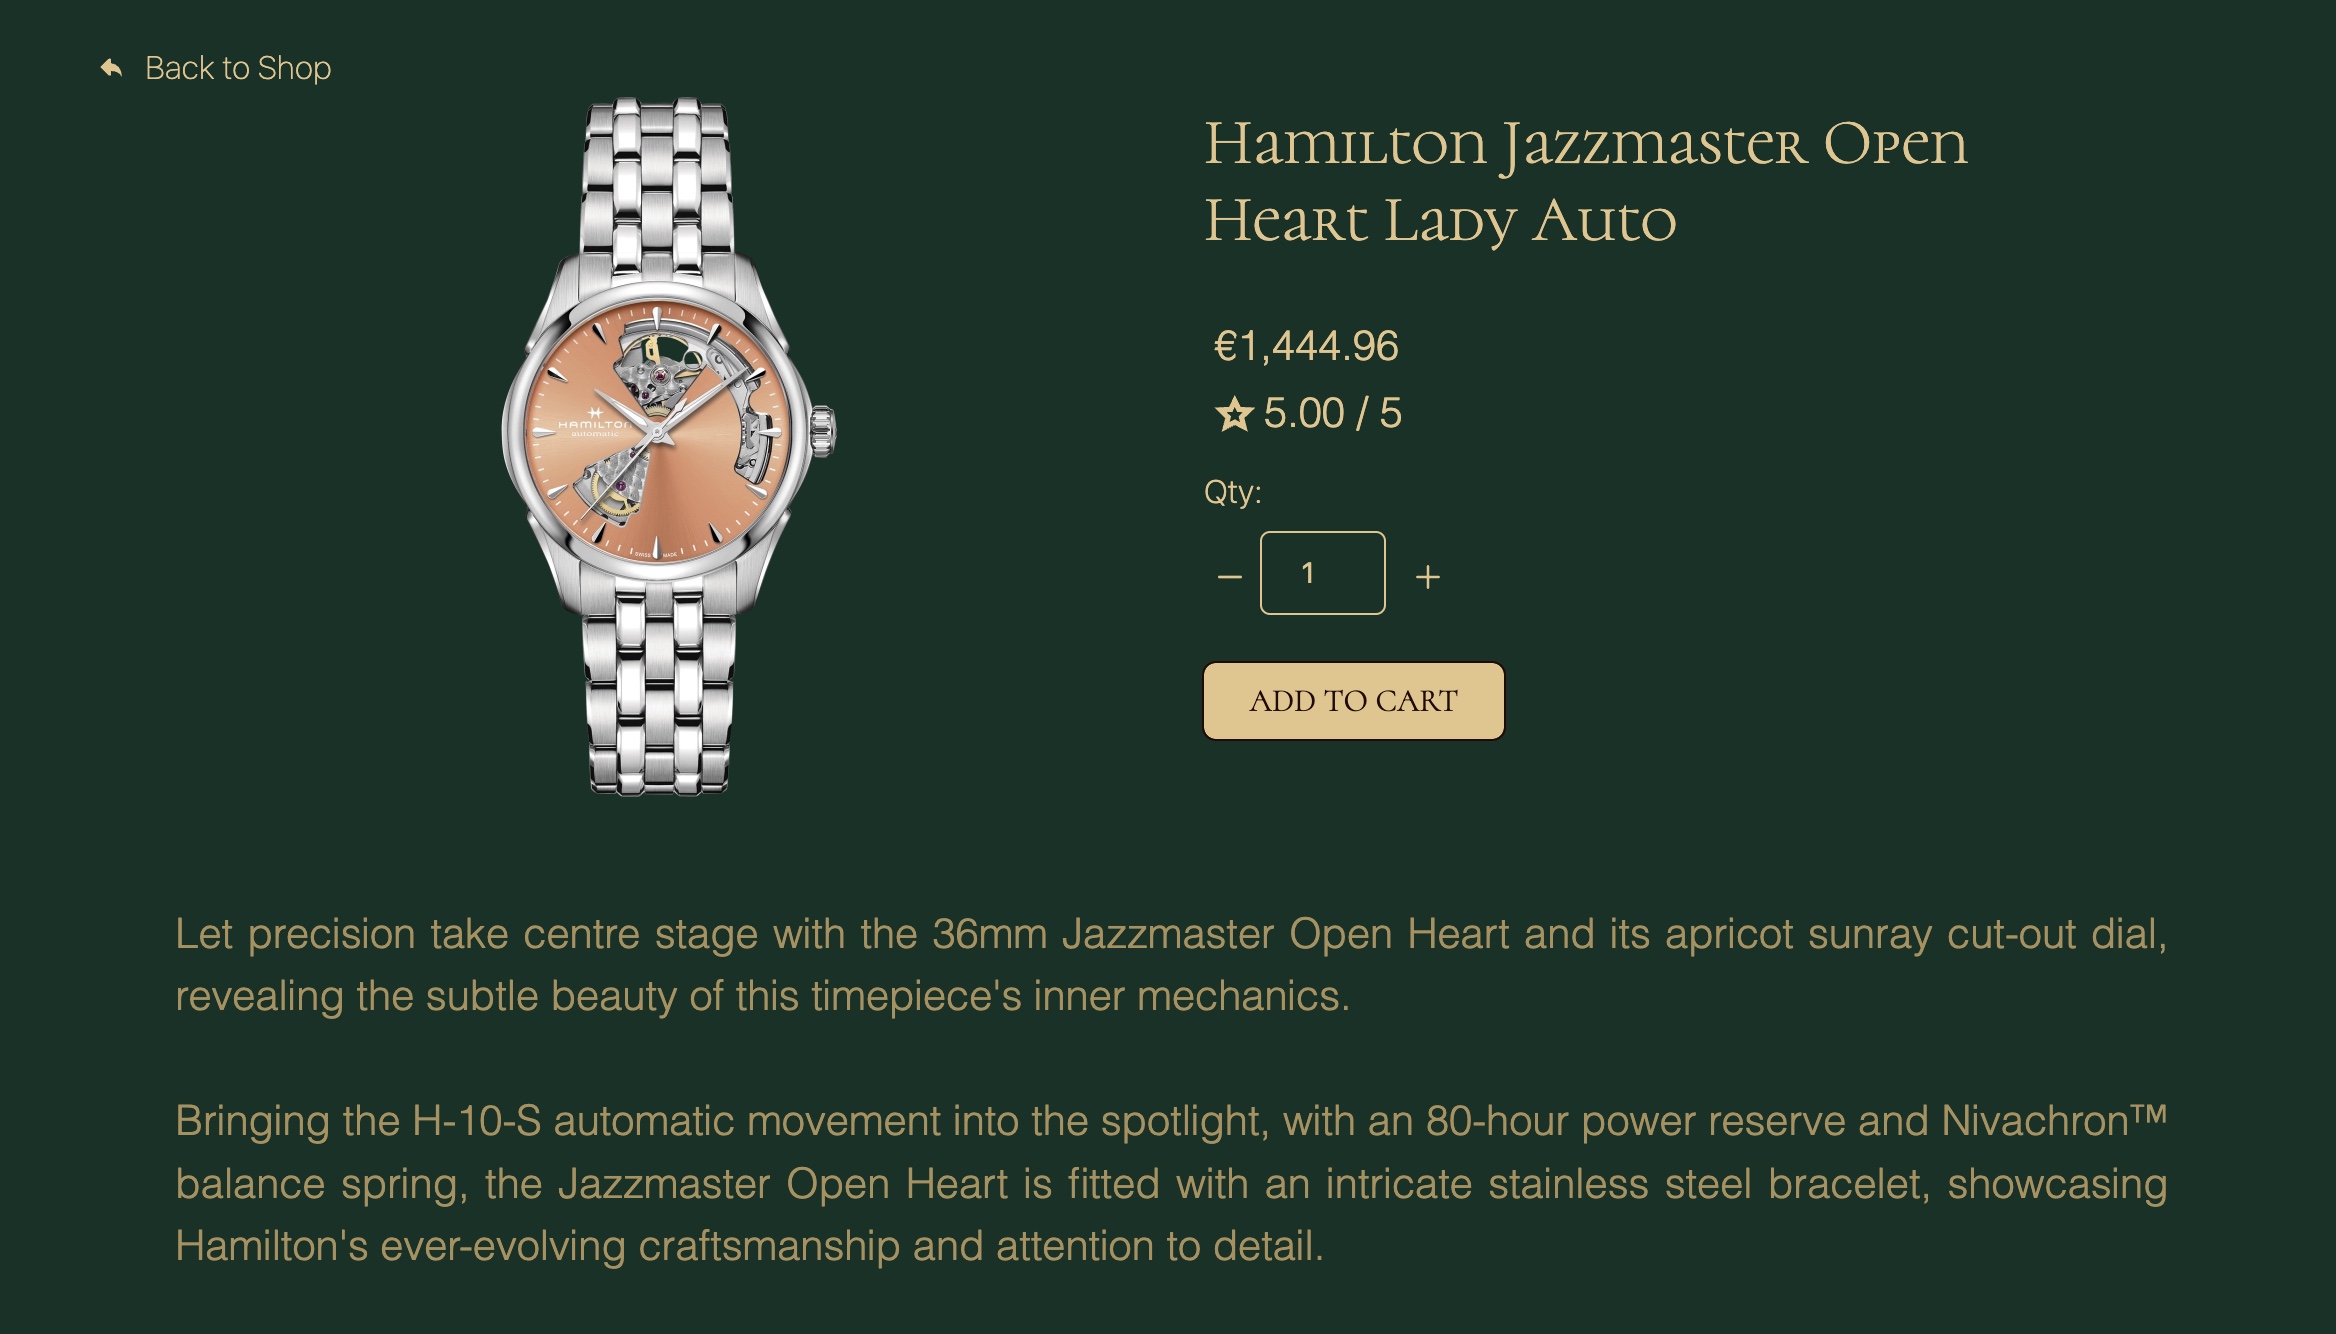 Back to Shop
Hamilton Jazzmaster Open
Heart Lady Auto
€1,444.96
5.00 / 5
Qty:
− 1 +
ADD TO CART
HAMILTON
automatic
SWISS MADE
Let precision take centre stage with the 36mm Jazzmaster Open Heart and its apricot sunray cut-out dial,
revealing the subtle beauty of this timepiece's inner mechanics.
Bringing the H-10-S automatic movement into the spotlight, with an 80-hour power reserve and Nivachron™
balance spring, the Jazzmaster Open Heart is fitted with an intricate stainless steel bracelet, showcasing
Hamilton's ever-evolving craftsmanship and attention to detail.